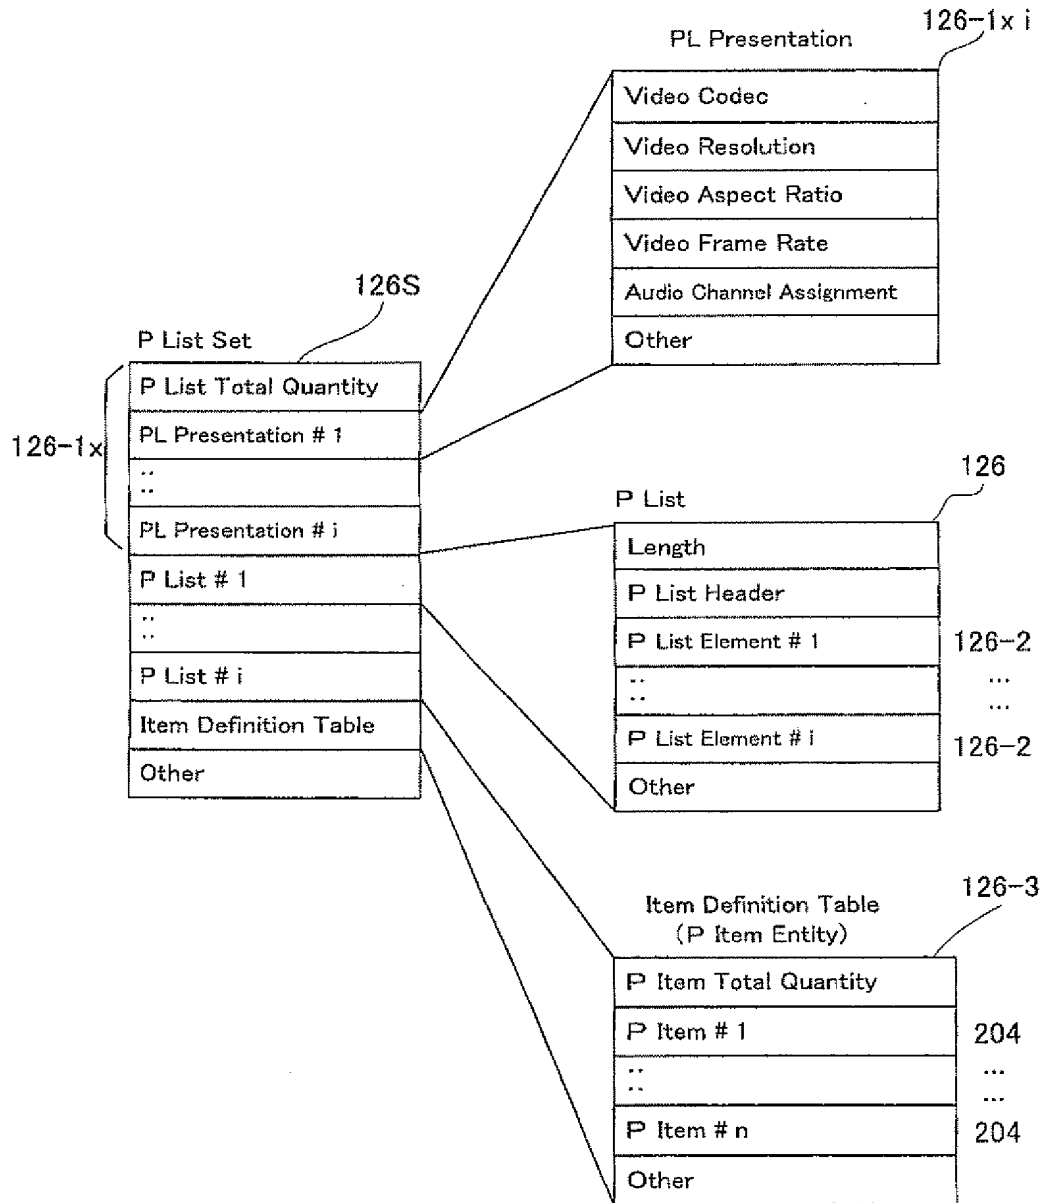 126-1x i
PL Presentation
Video Codec
Video Resolution
Video Aspect Ratio
Video Frame Rate
Audio Channel Assignment
Other
126S
P List Set
P List Total Quantity
PL Presentation # 1
: :
PL Presentation # i
P List # 1
: :
P List # i
Item Definition Table
Other
126-1x
126
P List
Length
P List Header
P List Element # 1 126-2
: : ...
...
P List Element # i 126-2
Other
126-3
Item Definition Table
(P Item Entity)
P Item Total Quantity
P Item # 1 204
: : ...
...
P Item # n 204
Other